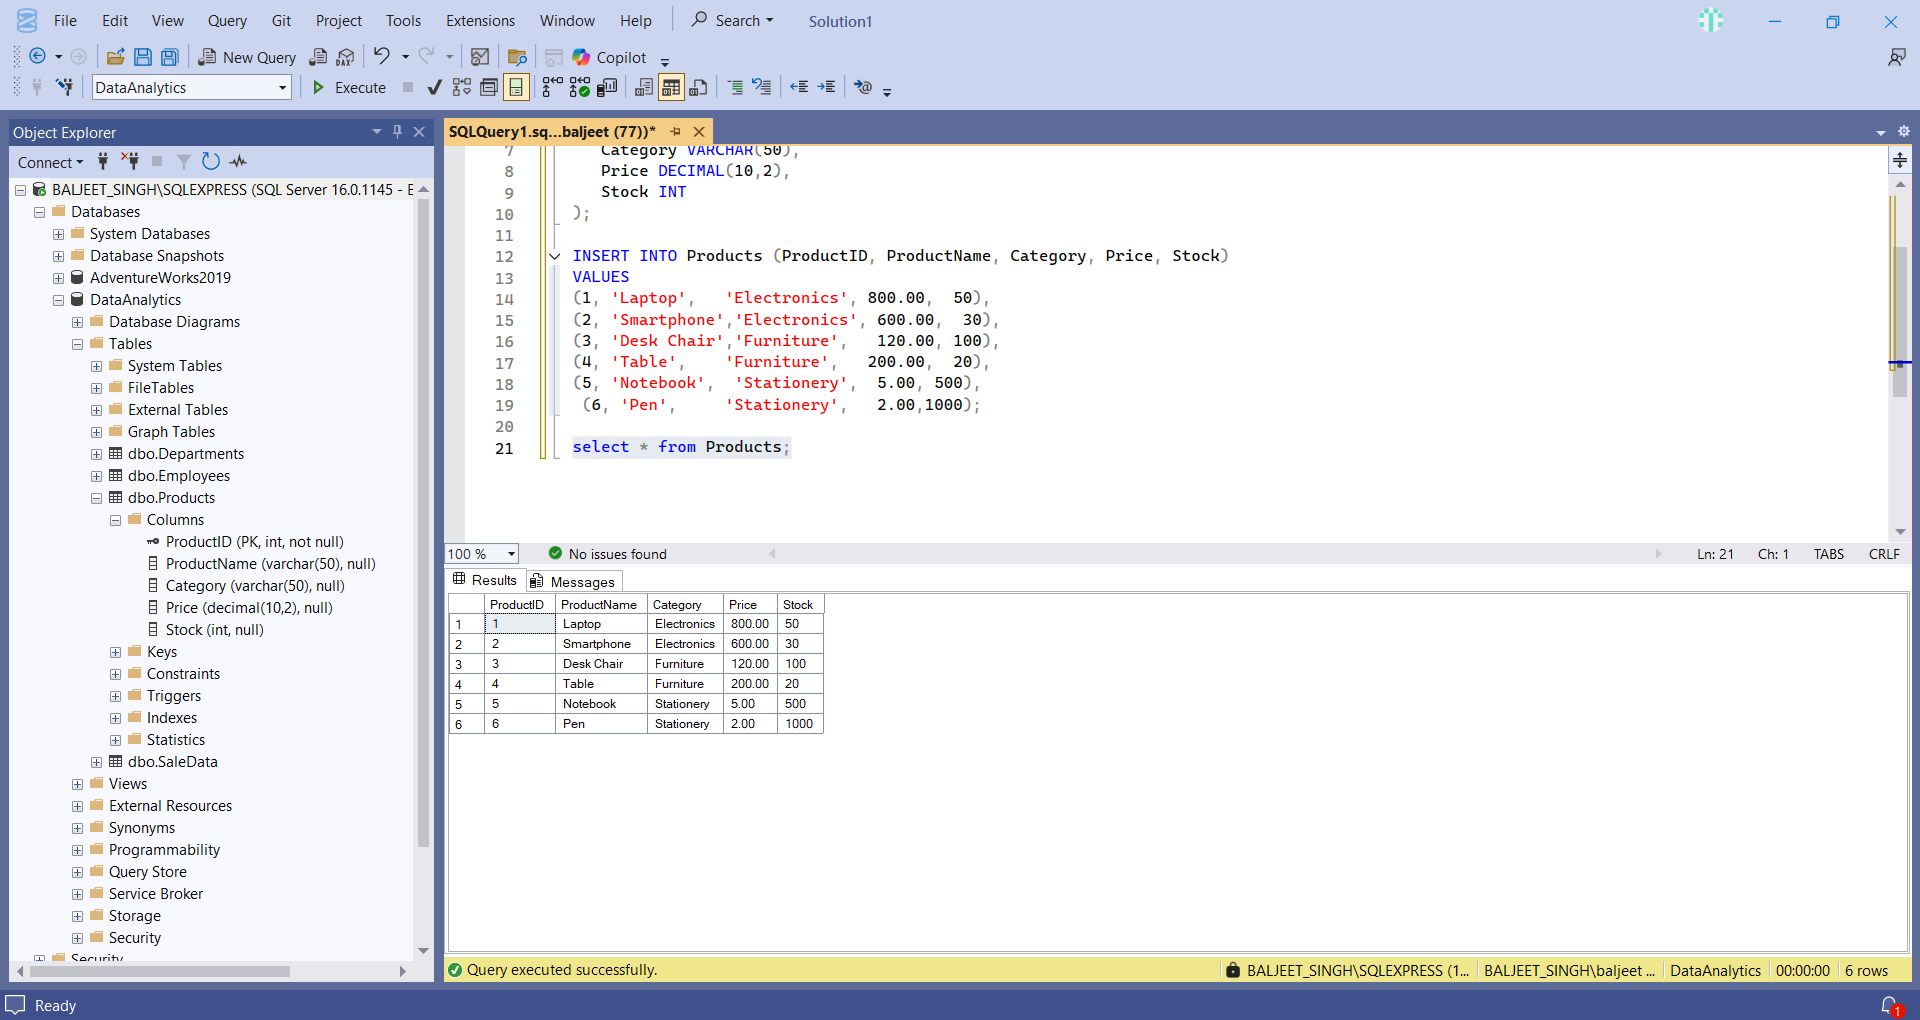 File Edit View Query Git Project Tools Extensions Window Help Search Solution1
New Query DAX Copilot
DataAnalytics Execute
Object Explorer
Connect
BALJEET_SINGH\SQLEXPRESS (SQL Server 16.0.1145 - E
Databases
System Databases
Database Snapshots
AdventureWorks2019
DataAnalytics
Database Diagrams
Tables
System Tables
FileTables
External Tables
Graph Tables
dbo.Departments
dbo.Employees
dbo.Products
Columns
ProductID (PK, int, not null)
ProductName (varchar(50), null)
Category (varchar(50), null)
Price (decimal(10,2), null)
Stock (int, null)
Keys
Constraints
Triggers
Indexes
Statistics
dbo.SaleData
Views
External Resources
Synonyms
Programmability
Query Store
Service Broker
Storage
Security
Security
SQLQuery1.sq...baljeet (77))*
7 Category VARCHAR(50),
8 Price DECIMAL(10,2),
9 Stock INT
10 );
11
12 INSERT INTO Products (ProductID, ProductName, Category, Price, Stock)
13 VALUES
14 (1, 'Laptop', 'Electronics', 800.00, 50),
15 (2, 'Smartphone','Electronics', 600.00, 30),
16 (3, 'Desk Chair','Furniture', 120.00, 100),
17 (4, 'Table', 'Furniture', 200.00, 20),
18 (5, 'Notebook', 'Stationery', 5.00, 500),
19 (6, 'Pen', 'Stationery', 2.00,1000);
20
21 select * from Products;
100 % No issues found Ln: 21 Ch: 1 TABS CRLF
Results Messages
ProductID ProductName Category Price Stock
1 1 Laptop Electronics 800.00 50
2 2 Smartphone Electronics 600.00 30
3 3 Desk Chair Furniture 120.00 100
4 4 Table Furniture 200.00 20
5 5 Notebook Stationery 5.00 500
6 6 Pen Stationery 2.00 1000
Query executed successfully. BALJEET_SINGH\SQLEXPRESS (1... BALJEET_SINGH\baljeet ... DataAnalytics 00:00:00 6 rows
Ready 1